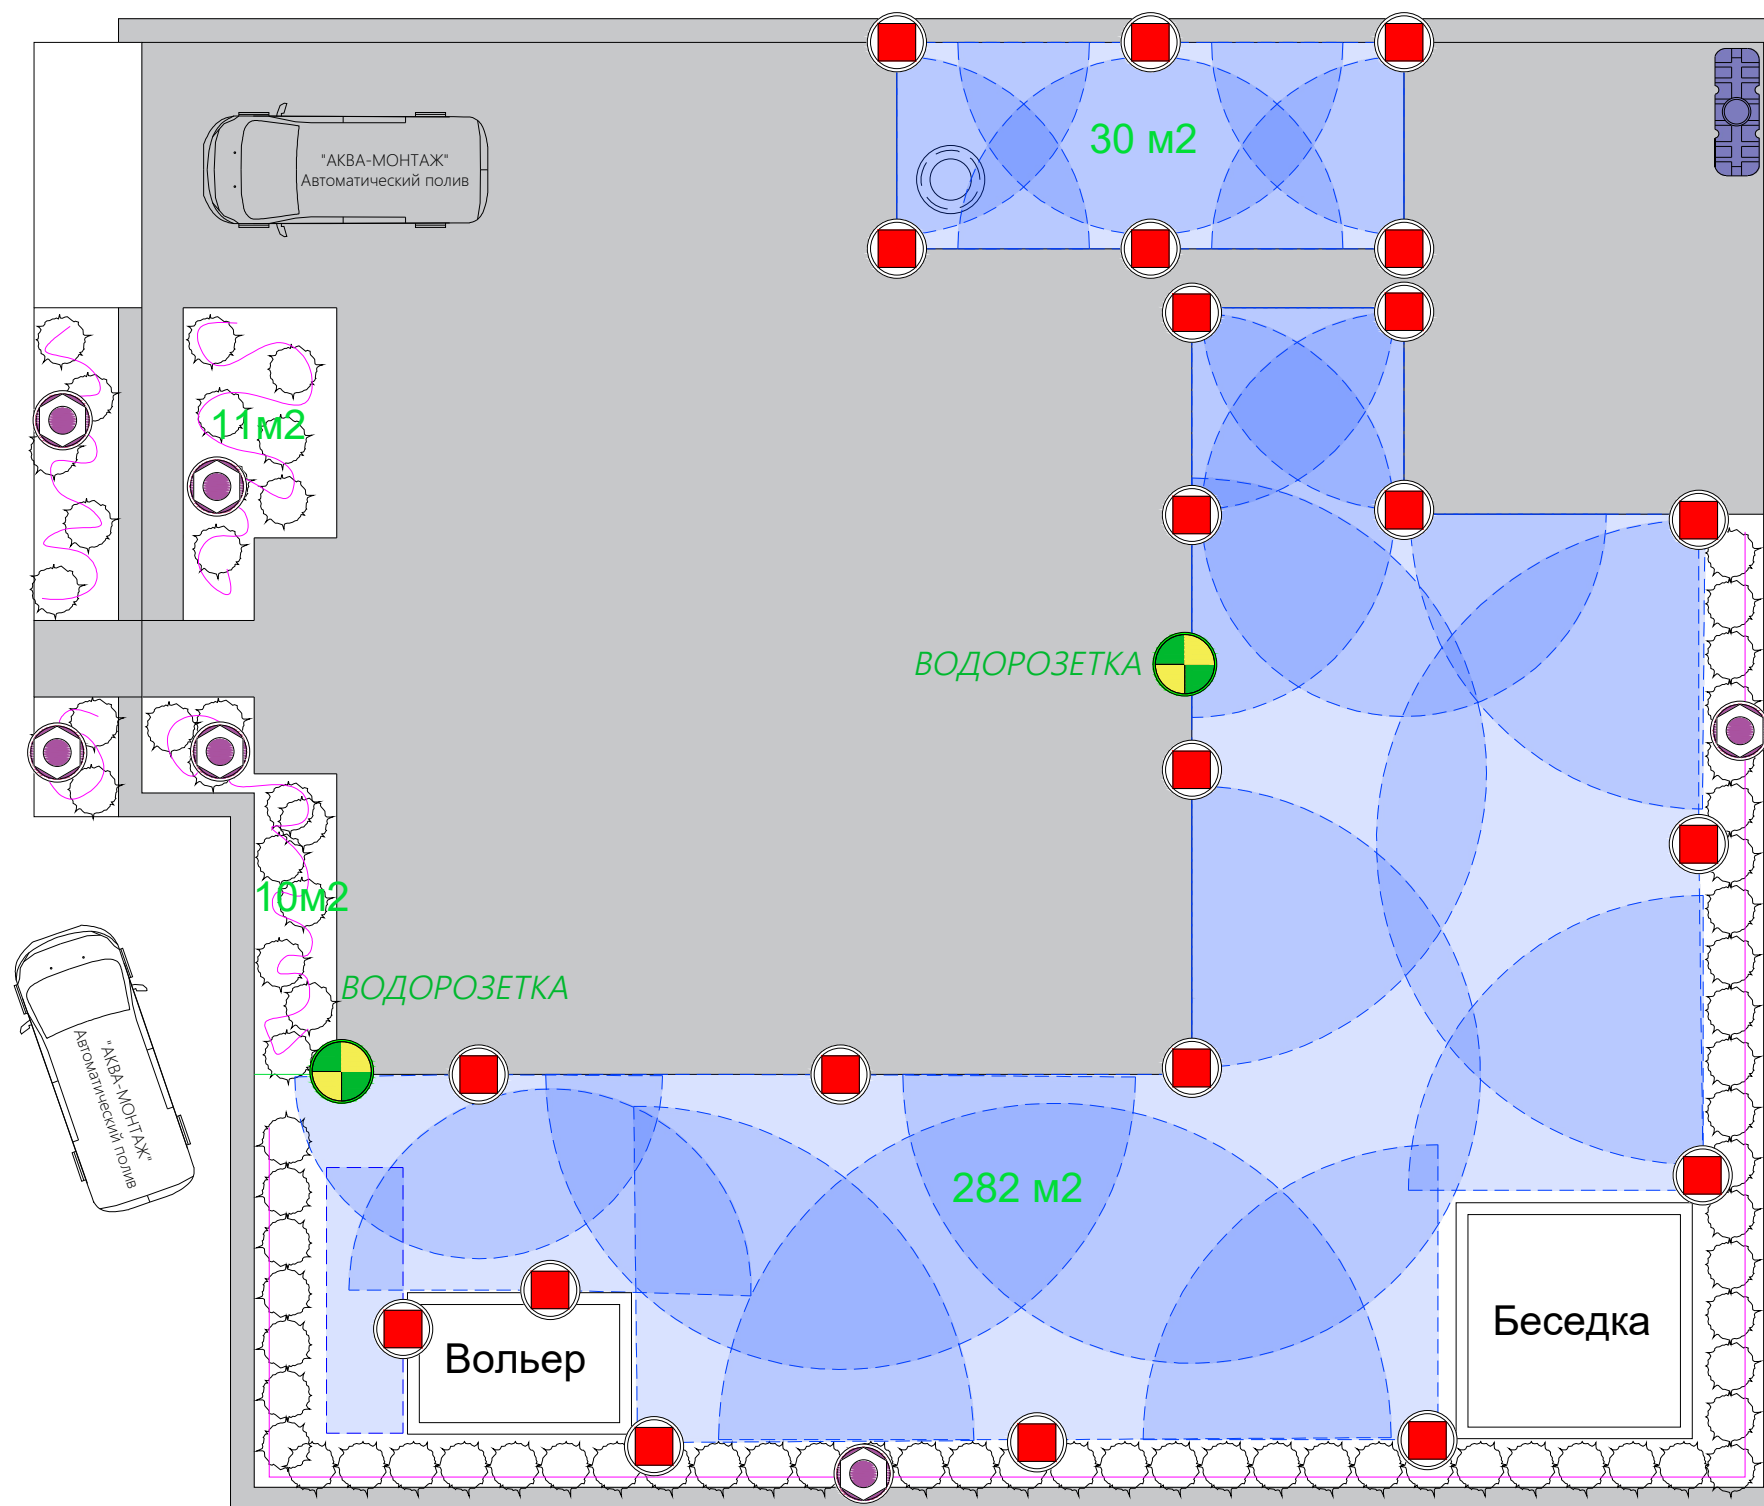 30 м2
"АКВА-МОНТАЖ"
Автоматический полив
11м2
ВОДОРОЗЕТКА
10м2
ВОДОРОЗЕТКА
"АКВА-МОНТАЖ"
Автоматический полив
282 м2
Беседка
Вольер